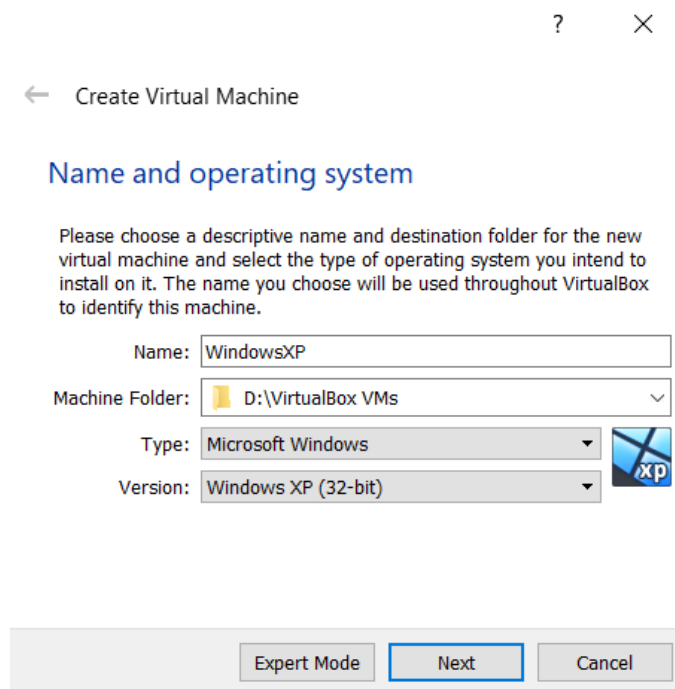 ?
Create Virtual Machine
Name and operating system
Please choose a descriptive name and destination folder for the new
virtual machine and select the type of operating system you intend to
install on it. The name you choose will be used throughout VirtualBox
to identify this machine.
Name: WindowsXP
Machine Folder: D:\VirtualBox VMs
Type: Microsoft Windows
xp
Version: Windows XP (32-bit)
Expert Mode Next Cancel